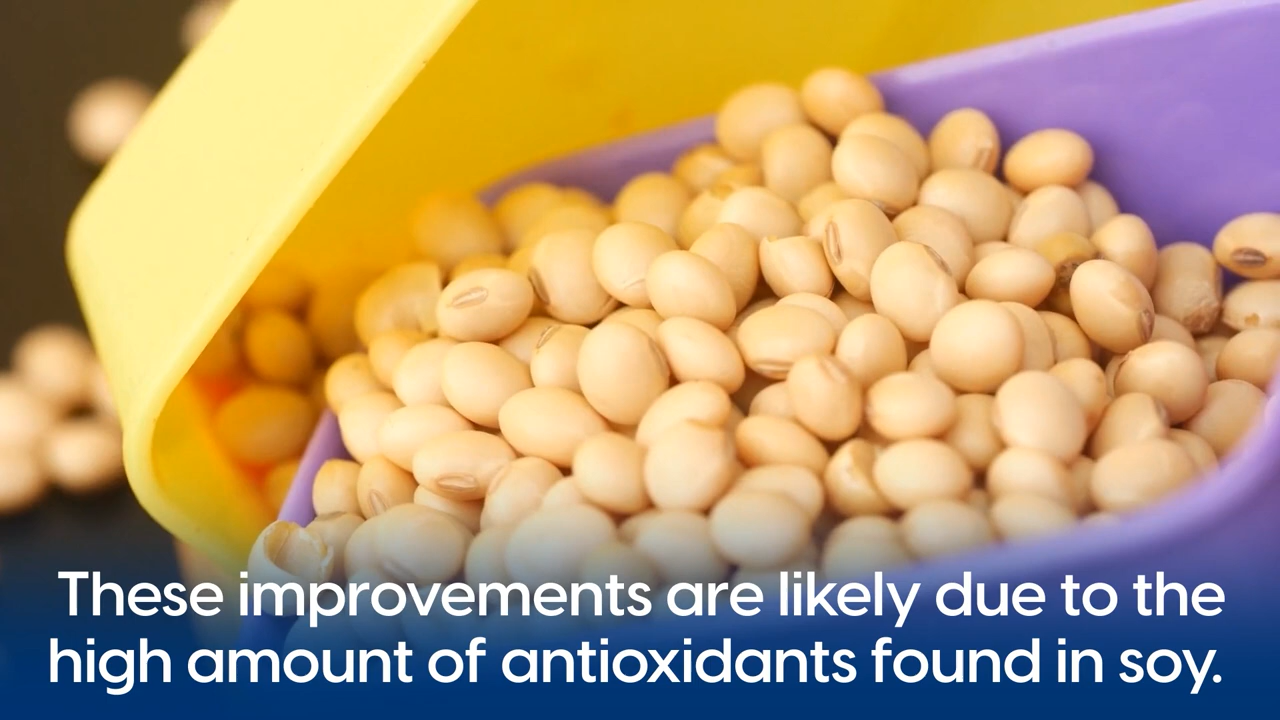 These improvements are likely due to the
high amount of antioxidants found in soy.